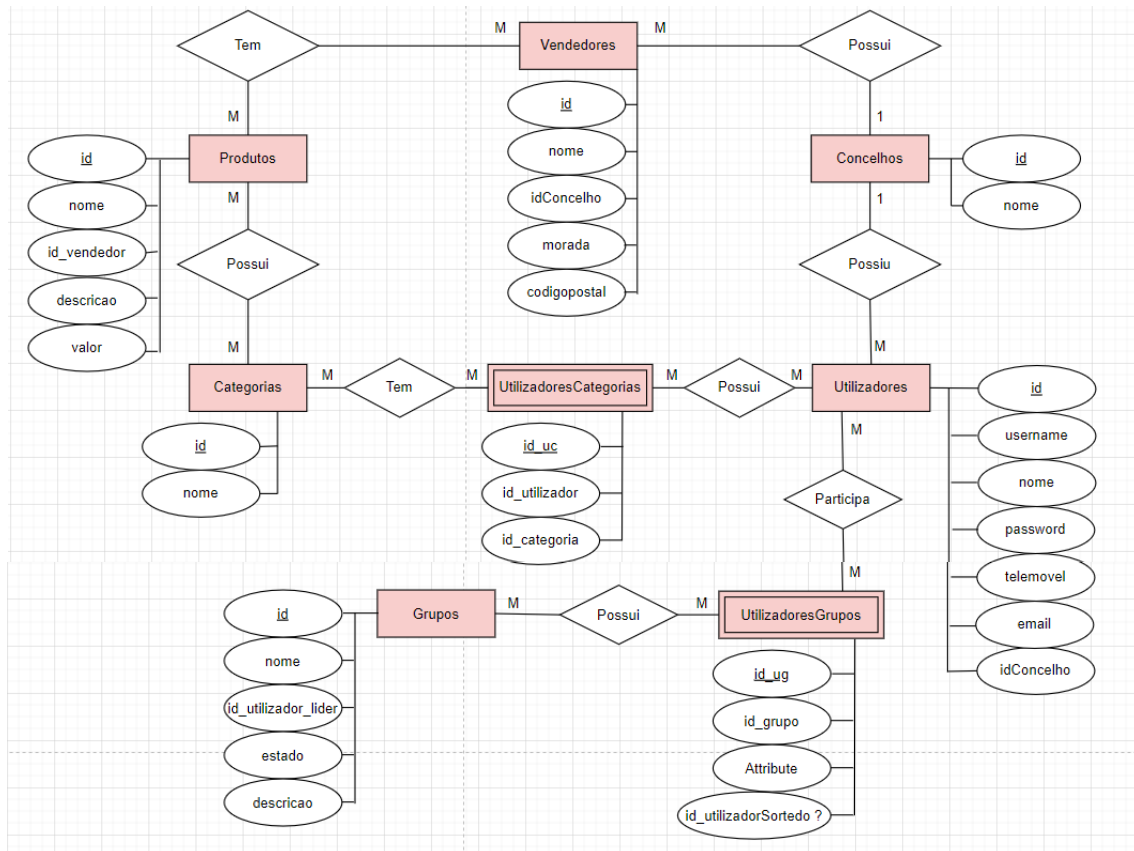 Tem
M
Vendedores
M
Possui
id
nome
idConcelho
morada
codigopostal
M
1
Produtos
id
nome
id_vendedor
descricao
valor
Concelhos
id
nome
M
1
Possui
Possiu
M
M
Categorias
id
nome
M
Tem
M
UtilizadoresCategorias
id_uc
id_utilizador
id_categoria
M
Possui
M
Utilizadores
id
username
nome
password
telemovel
email
idConcelho
M
Participa
M
Grupos
id
nome
id_utilizador_lider
estado
descricao
M
Possui
M
UtilizadoresGrupos
id_ug
id_grupo
Attribute
id_utilizadorSortedo ?